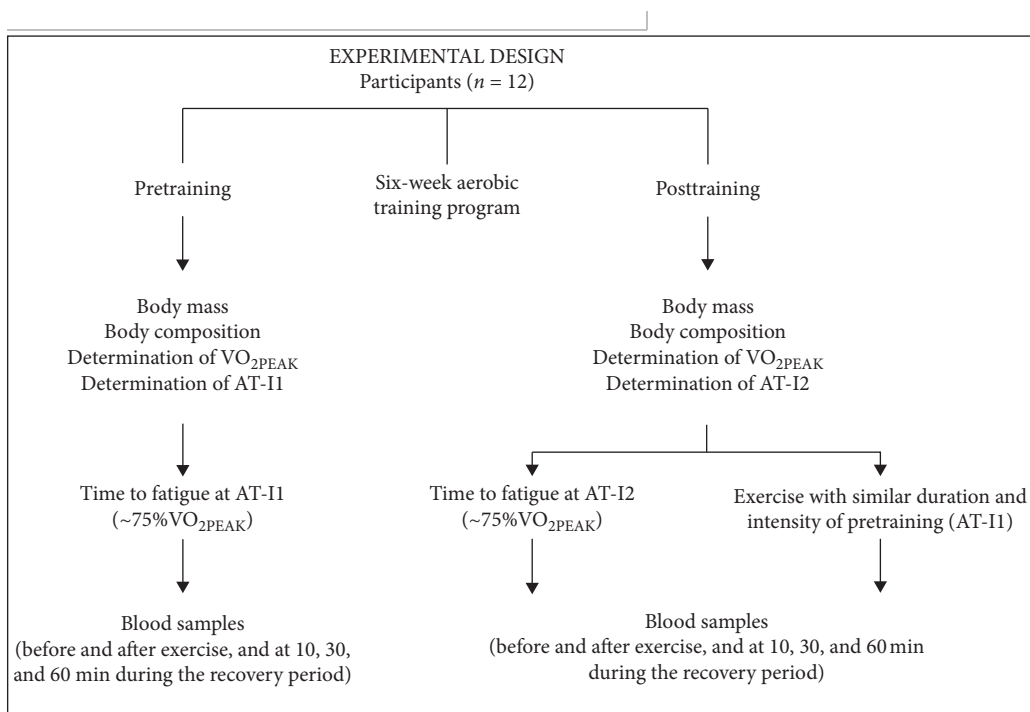 EXPERIMENTAL DESIGN
Participants (n = 12)
Pretraining
Six-week aerobic
training program
Posttraining
Body mass
Body composition
Determination of VO2PEAK
Determination of AT-I1
Body mass
Body composition
Determination of VO2PEAK
Determination of AT-I2
Time to fatigue at AT-I1
(~75%VO2PEAK)
Time to fatigue at AT-I2
(~75%VO2PEAK)
Exercise with similar duration and
intensity of pretraining (AT-I1)
Blood samples
(before and after exercise, and at 10, 30,
and 60 min during the recovery period)
Blood samples
(before and after exercise, and at 10, 30, and 60 min
during the recovery period)